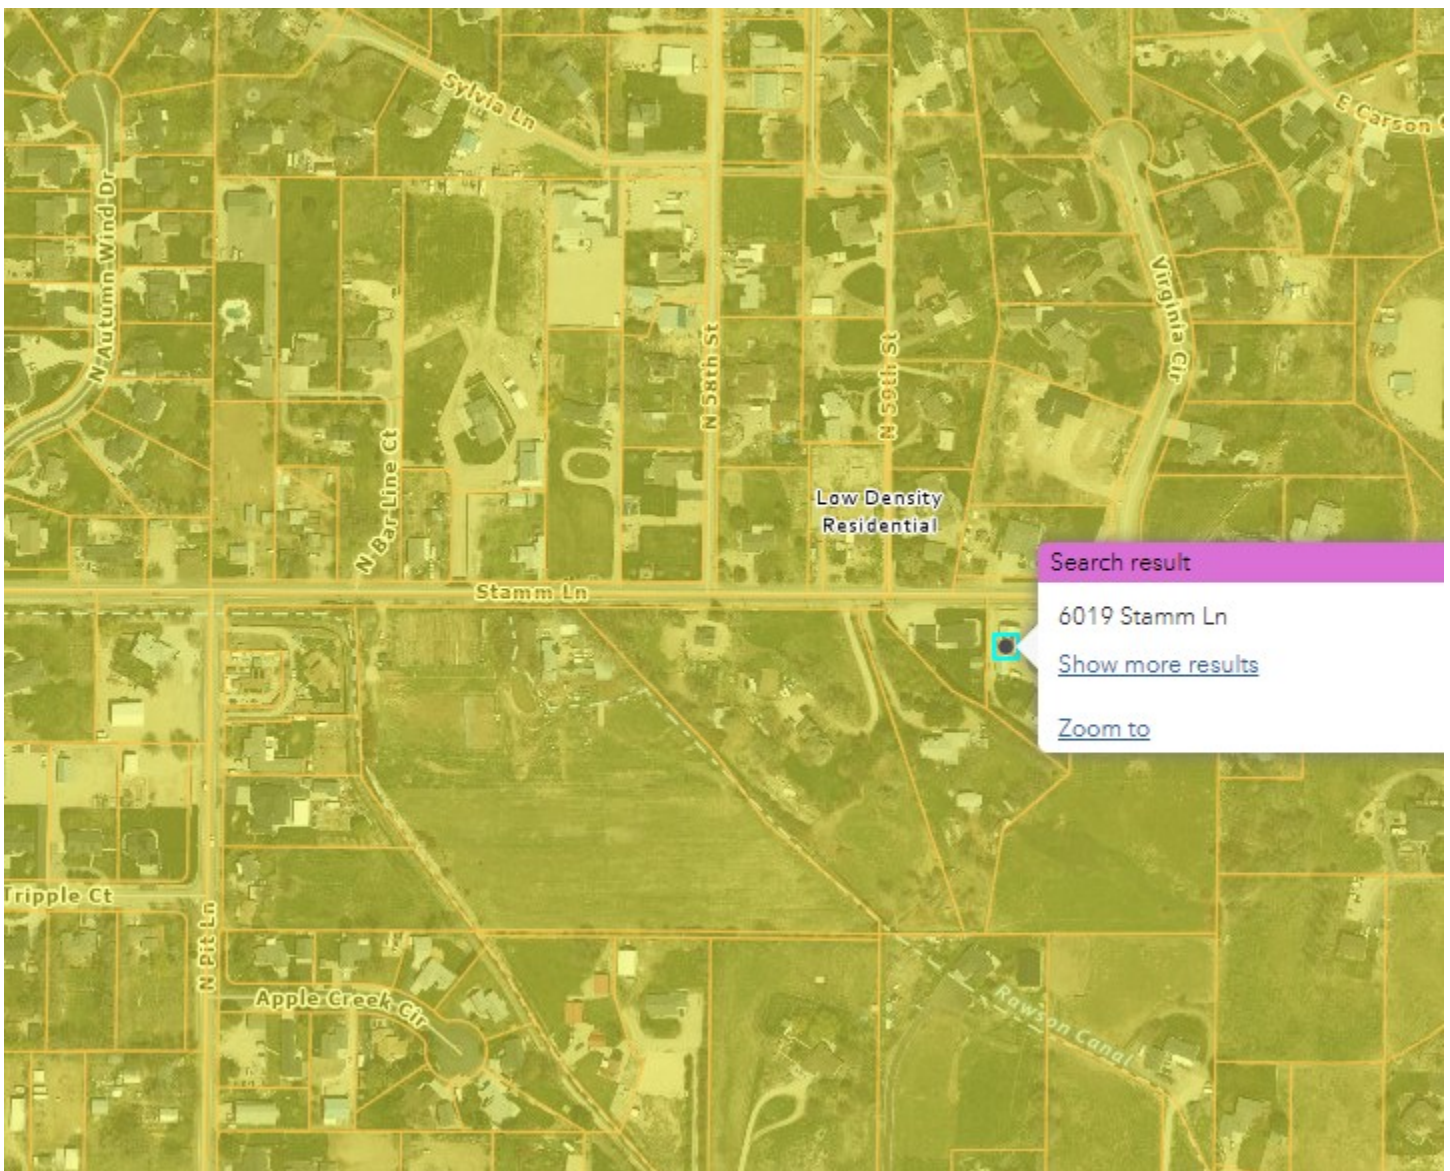 Sylvia Ln
E Carson
N Autumn Wind Dr
Virginia Cir
N 58th St
N 59th St
N Bar Line Ct
Low Density
Residential
Search result
Stamm Ln
6019 Stamm Ln
Show more results
Zoom to
Tripple Ct
N Pit Ln
Apple Creek Cir
Rawson Canal